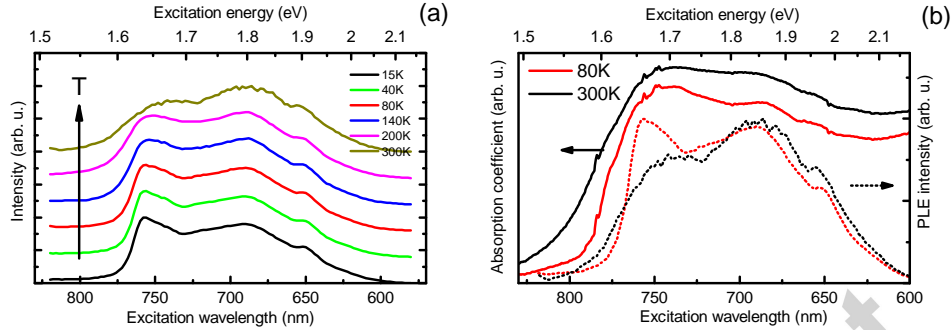 Excitation energy (eV)
(a)
1.5 1.6 1.7 1.8 1.9 2 2.1
T
15K
40K
80K
140K
200K
300K
Intensity (arb. u.)
800 750 700 650 600
Excitation wavelength (nm)
Excitation energy (eV)
(b)
1.5 1.6 1.7 1.8 1.9 2 2.1
80K
300K
Absorption coefficient (arb. u.)
PLE intensity (arb. u.)
800 750 700 650 600
Excitation wavelength (nm)